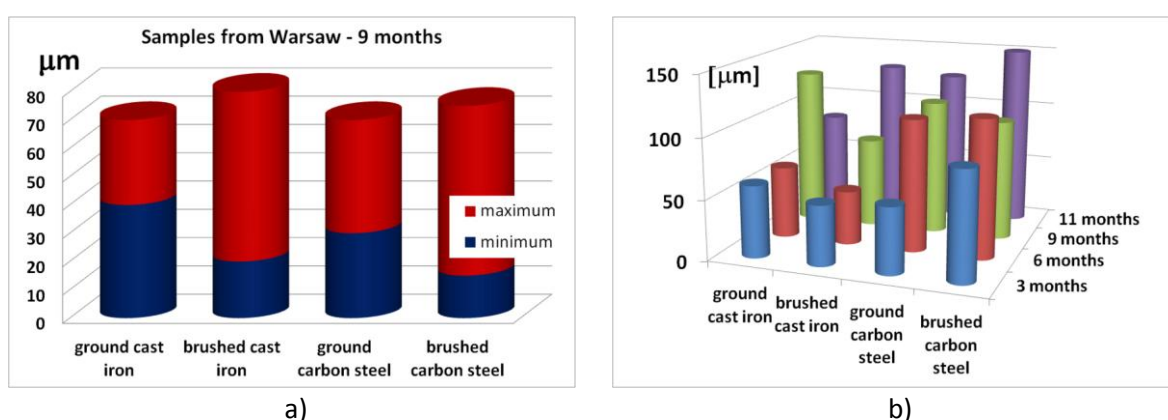 Samples from Warsaw - 9 months
μm
80
70
60
50
40
30
20
10
0
maximum
minimum
ground cast
iron
brushed cast
iron
ground
carbon steel
brushed
carbon steel
a)
[μm]
150
100
50
0
11 months
9 months
6 months
3 months
ground
cast iron
brushed
cast iron
ground
carbon
steel
brushed
carbon
steel
b)